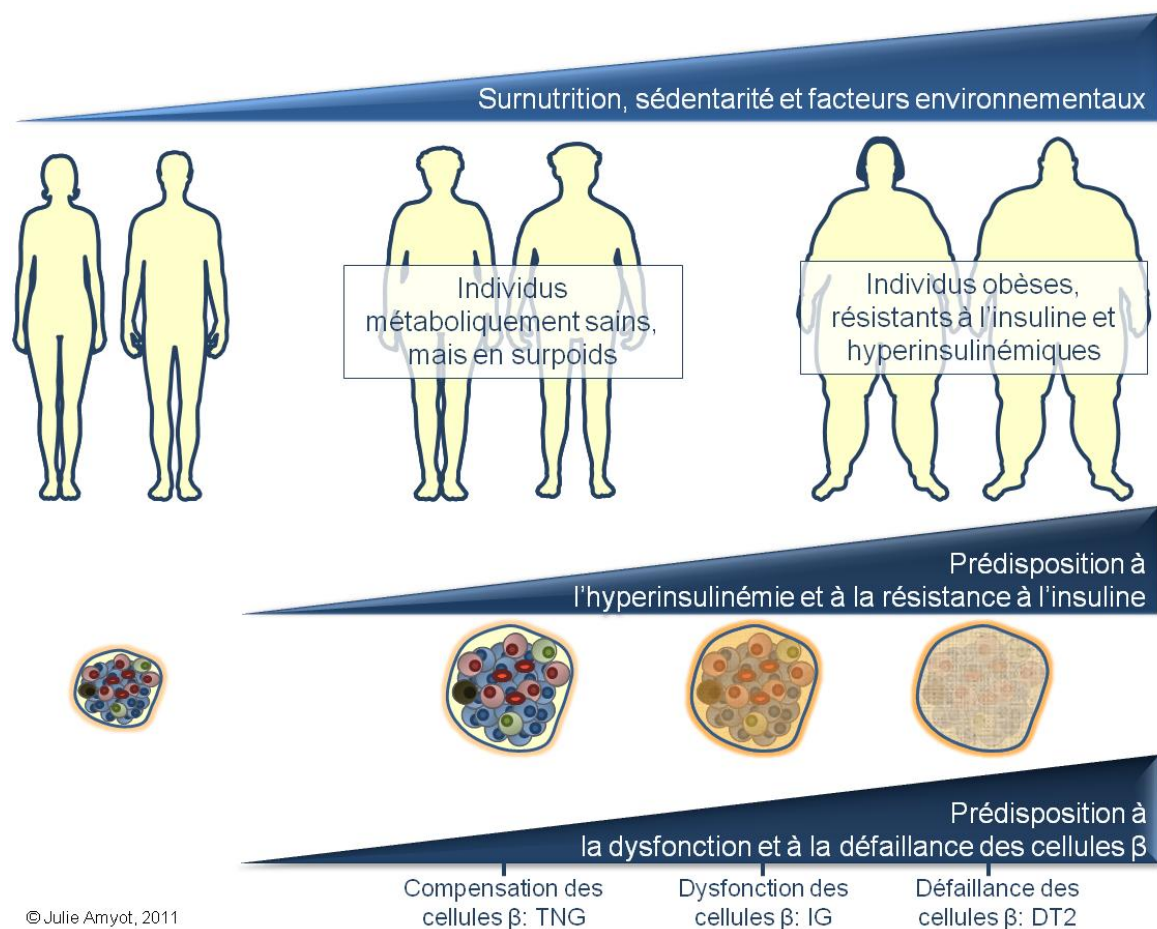 Surnutrition, sédentarité et facteurs environnementaux
Individus
métaboliquement sains,
mais en surpoids
Individus obèses,
résistants à l'insuline et
hyperinsulinémiques
Prédisposition à
l'hyperinsulinémie et à la résistance à l'insuline
Prédisposition à
la dysfonction et à la défaillance des cellules β
Compensation des
cellules β: TNG
Dysfonction des
cellules β: IG
Défaillance des
cellules β: DT2
© Julie Amyot, 2011